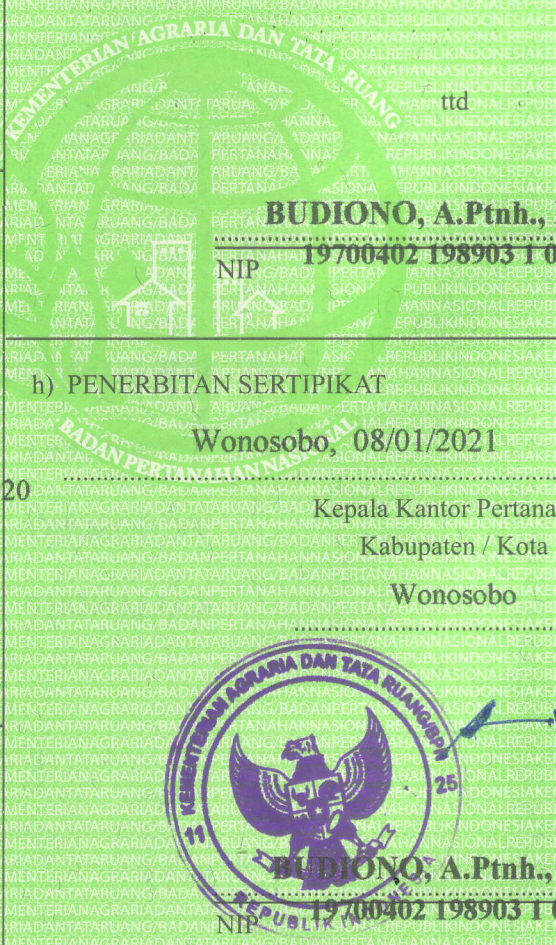 KEMENTERIAN AGRARIA DAN TATA RUANG
ttd
BUDIONO, A.Ptnh.,
NIP 19700402 198903 1 0
h) PENERBITAN SERTIPIKAT
BADAN PERTANAHAN NASIONAL
Wonosobo, 08/01/2021
20
Kepala Kantor Pertana
Kabupaten / Kota
Wonosobo
KEMENTERIAN AGRARIA DAN TATA RUANG/BPN
11 25
REPUBLIK INDONESIA
BUDIONO, A.Ptnh.,
NIP 19700402 198903 1 0